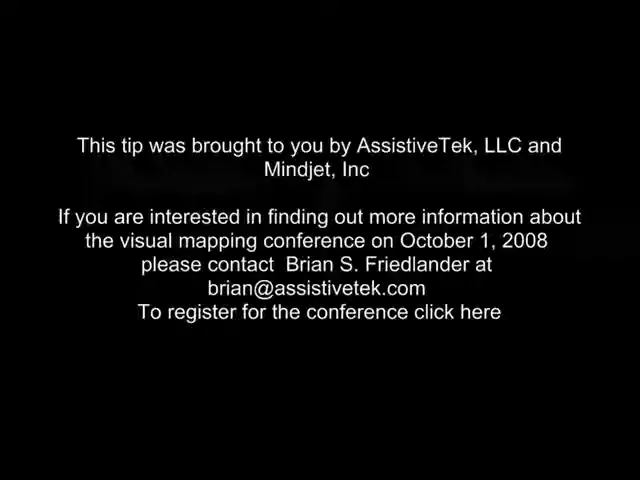 This tip was brought to you by AssistiveTek, LLC and
Mindjet, Inc
If you are interested in finding out more information about
the visual mapping conference on October 1, 2008
please contact  Brian S. Friedlander at
brian@assistivetek.com
To register for the conference click here